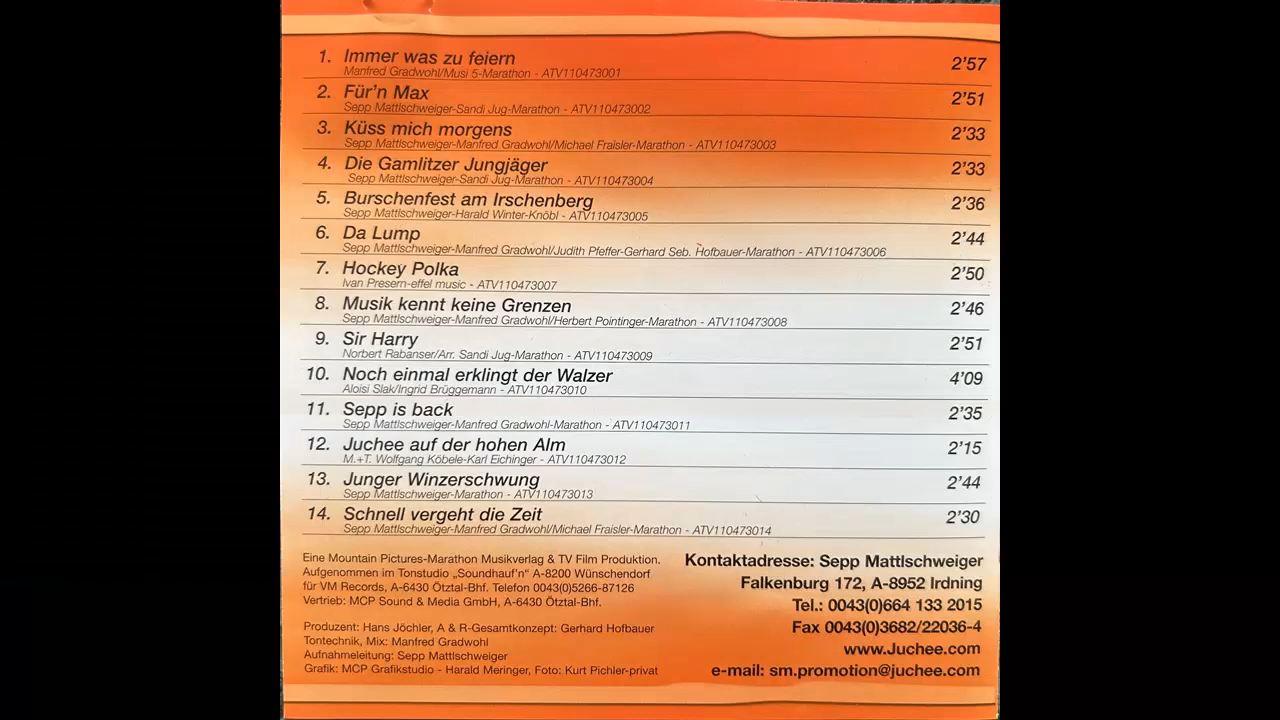 1. Immer was zu feiern 2'57
Manfred Gradwohl/Musi 5-Marathon - ATV110473001
2. Für'n Max 2'51
Sepp Mattlschweiger-Sandi Jug-Marathon - ATV110473002
3. Küss mich morgens 2'33
Sepp Mattlschweiger-Manfred Gradwohl/Michael Fraisler-Marathon - ATV110473003
4. Die Gamlitzer Jungjäger 2'33
Sepp Mattlschweiger-Sandi Jug-Marathon - ATV110473004
5. Burschenfest am Irschenberg 2'36
Sepp Mattlschweiger-Harald Winter-Knöbl - ATV110473005
6. Da Lump 2'44
Sepp Mattlschweiger-Manfred Gradwohl/Judith Pfeffer-Gerhard Seb. Hofbauer-Marathon - ATV110473006
7. Hockey Polka 2'50
Ivan Presern-effel music - ATV110473007
8. Musik kennt keine Grenzen 2'46
Sepp Mattlschweiger-Manfred Gradwohl/Herbert Pointinger-Marathon - ATV110473008
9. Sir Harry 2'51
Norbert Rabanser/Arr. Sandi Jug-Marathon - ATV110473009
10. Noch einmal erklingt der Walzer 4'09
Aloisi Slak/Ingrid Brüggemann - ATV110473010
11. Sepp is back 2'35
Sepp Mattlschweiger-Manfred Gradwohl-Marathon - ATV110473011
12. Juchee auf der hohen Alm 2'15
M.+T. Wolfgang Köbele-Karl Eichinger - ATV110473012
13. Junger Winzerschwung 2'44
Sepp Mattlschweiger-Marathon - ATV110473013
14. Schnell vergeht die Zeit 2'30
Sepp Mattlschweiger-Manfred Gradwohl/Michael Fraisler-Marathon - ATV110473014
Eine Mountain Pictures-Marathon Musikverlag & TV Film Produktion.
Aufgenommen im Tonstudio „Soundhauf'n“ A-8200 Wünschendorf
für VM Records, A-6430 Ötztal-Bhf. Telefon 0043(0)5266-87126
Vertrieb: MCP Sound & Media GmbH, A-6430 Ötztal-Bhf.
Produzent: Hans Jöchler, A & R-Gesamtkonzept: Gerhard Hofbauer
Tontechnik, Mix: Manfred Gradwohl
Aufnahmeleitung: Sepp Mattlschweiger
Grafik: MCP Grafikstudio - Harald Meringer, Foto: Kurt Pichler-privat
Kontaktadresse: Sepp Mattlschweiger
Falkenburg 172, A-8952 Irdning
Tel.: 0043(0)664 133 2015
Fax 0043(0)3682/22036-4
www.Juchee.com
e-mail: sm.promotion@juchee.com